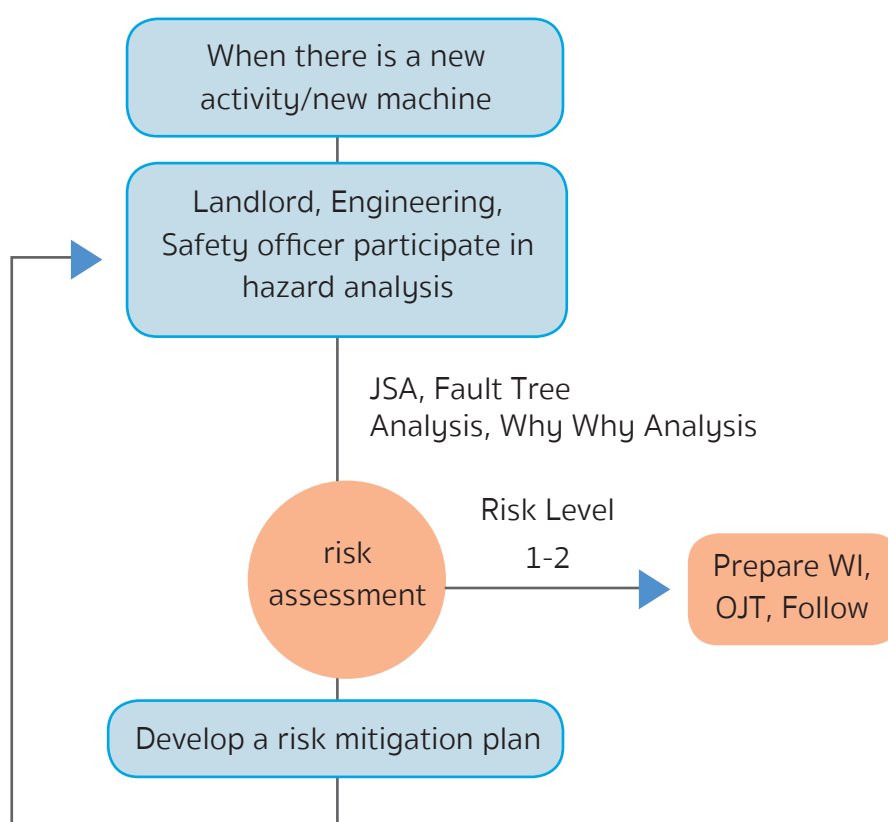 When there is a new
activity/new machine
Landlord, Engineering,
Safety officer participate in
hazard analysis
JSA, Fault Tree
Analysis, Why Why Analysis
risk
assessment
Risk Level
1-2
Prepare WI,
OJT, Follow
Develop a risk mitigation plan